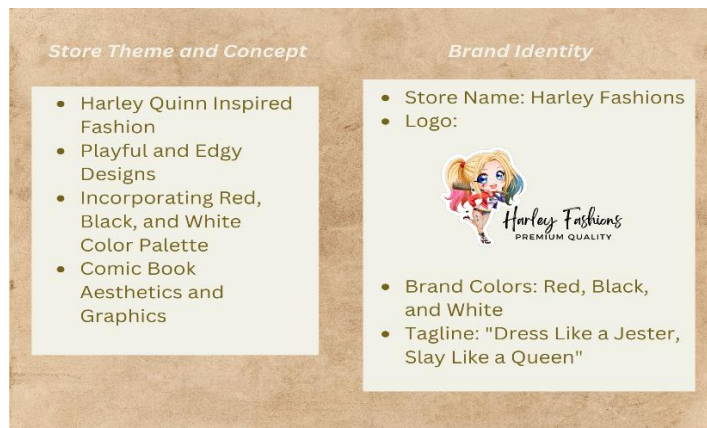 Store Theme and Concept
• Harley Quinn Inspired
Fashion
• Playful and Edgy
Designs
• Incorporating Red,
Black, and White
Color Palette
• Comic Book
Aesthetics and
Graphics
Brand Identity
• Store Name: Harley Fashions
• Logo:
Harley Fashions
PREMIUM QUALITY
• Brand Colors: Red, Black,
and White
• Tagline: "Dress Like a Jester,
Slay Like a Queen"